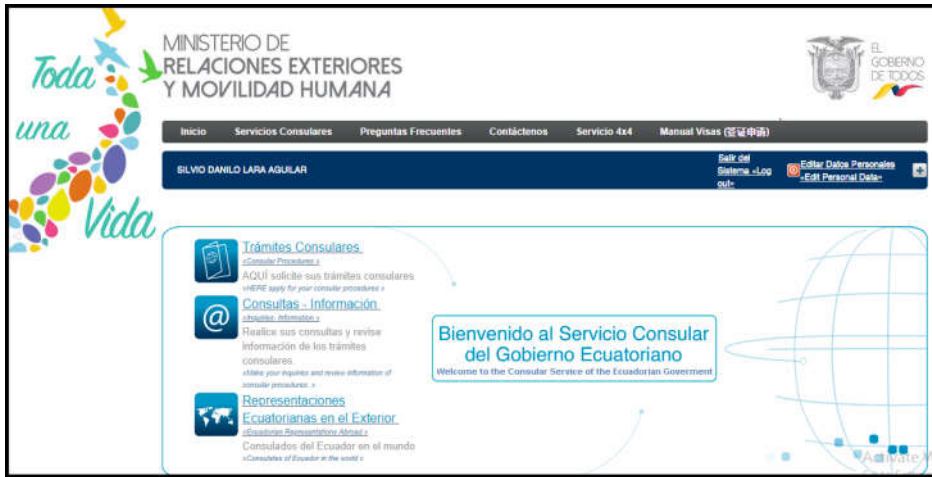 Toda
una
Vida
MINISTERIO DE
RELACIONES EXTERIORES
Y MOVILIDAD HUMANA
EL
GOBIERNO
DE TODOS
Inicio Servicios Consulares Preguntas Frecuentes Contáctenos Servicio 4x4 Manual Visas (签证申请)
SILVIO DANILO LARA AGUILAR
Salir del
Sistema «Log
out»
Editar Datos Personales
«Edit Personal Data»
Trámites Consulares
«Consular Procedures »
AQUÍ solicite sus trámites consulares
«HERE apply for your consular procedures »
Consultas - Información
«Inquiries- Information »
Realice sus consultas y revise
información de los trámites
consulares.
«Make your inquiries and review information of
consular procedures. »
Representaciones
Ecuatorianas en el Exterior
«Ecuadorian Representations Abroad »
Consulados del Ecuador en el mundo
«Consulates of Ecuador in the world »
Bienvenido al Servicio Consular
del Gobierno Ecuatoriano
Welcome to the Consular Service of the Ecuadorian Goverment
Activate W